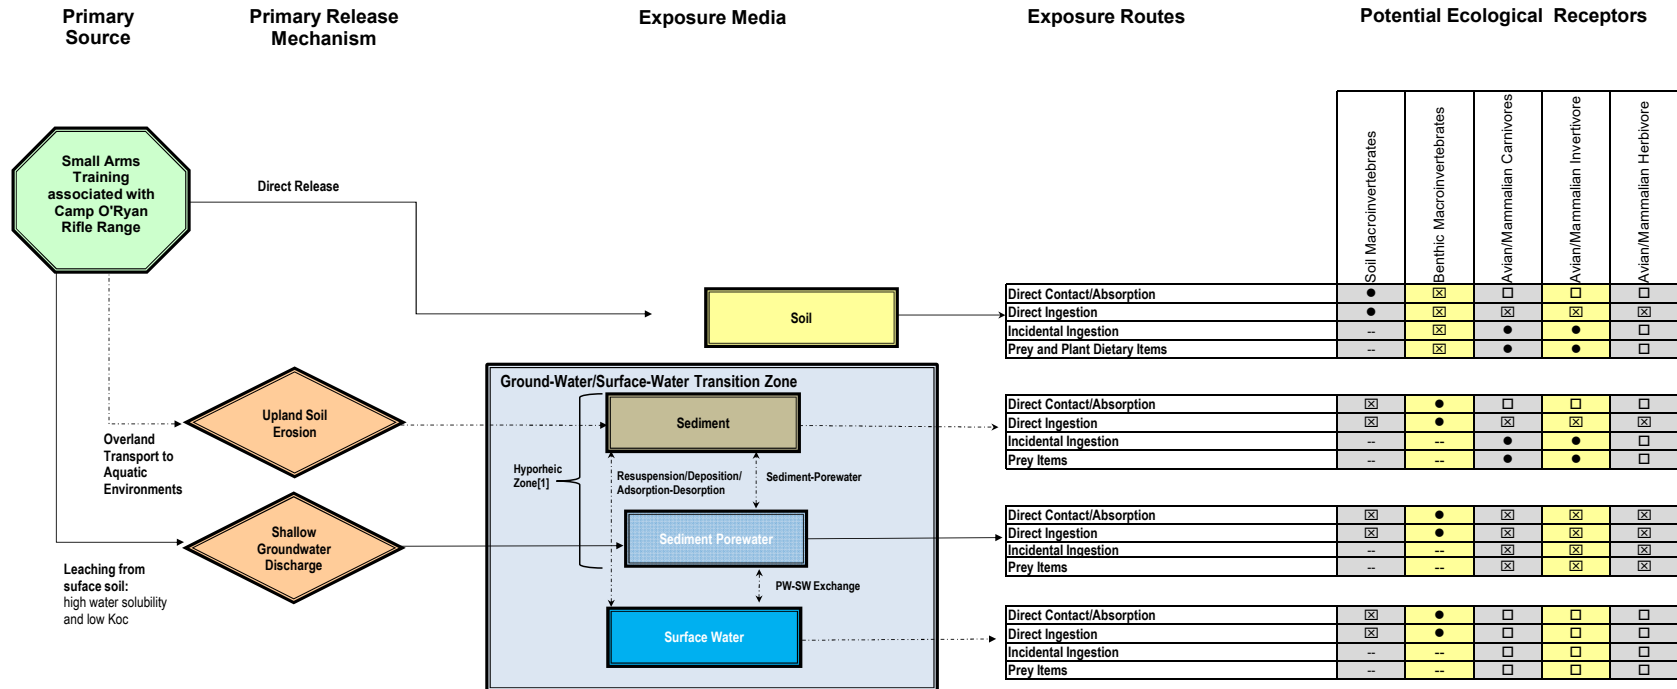 Primary
Source
Primary Release
Mechanism
Exposure Media
Exposure Routes
Potential Ecological Receptors
Soil Macroinvertebrates
Benthic Macroinvertebrates
Avian/Mammalian Carnivores
Avian/Mammalian Invertivore
Avian/Mammalian Herbivore
Small Arms
Training
associated with
Camp O'Ryan
Rifle Range
Direct Release
Soil
Direct Contact/Absorption ● ☒ ☐ ☐ ☐
Direct Ingestion ● ☒ ☒ ☒ ☒
Incidental Ingestion -- ☒ ● ● ☐
Prey and Plant Dietary Items -- ☒ ● ● ☐
Ground-Water/Surface-Water Transition Zone
Upland Soil
Erosion
Overland
Transport to
Aquatic
Environments
Sediment
Direct Contact/Absorption ☒ ● ☐ ☐ ☐
Direct Ingestion ☒ ● ☒ ☒ ☒
Incidental Ingestion -- -- ● ● ☐
Prey Items -- -- ● ● ☐
Hyporheic
Zone[1]
Resuspension/Deposition/
Adsorption-Desorption
Sediment-Porewater
Shallow
Groundwater
Discharge
Leaching from
suface soil:
high water solubility
and low Koc
Sediment Porewater
Direct Contact/Absorption ☒ ● ☒ ☒ ☒
Direct Ingestion ☒ ● ☒ ☒ ☒
Incidental Ingestion -- -- ☒ ☒ ☒
Prey Items -- -- ☒ ☒ ☒
PW-SW Exchange
Surface Water
Direct Contact/Absorption ☒ ● ☐ ☐ ☐
Direct Ingestion ☒ ● ☐ ☐ ☐
Incidental Ingestion -- -- ☐ ☐ ☐
Prey Items -- -- ☐ ☐ ☐